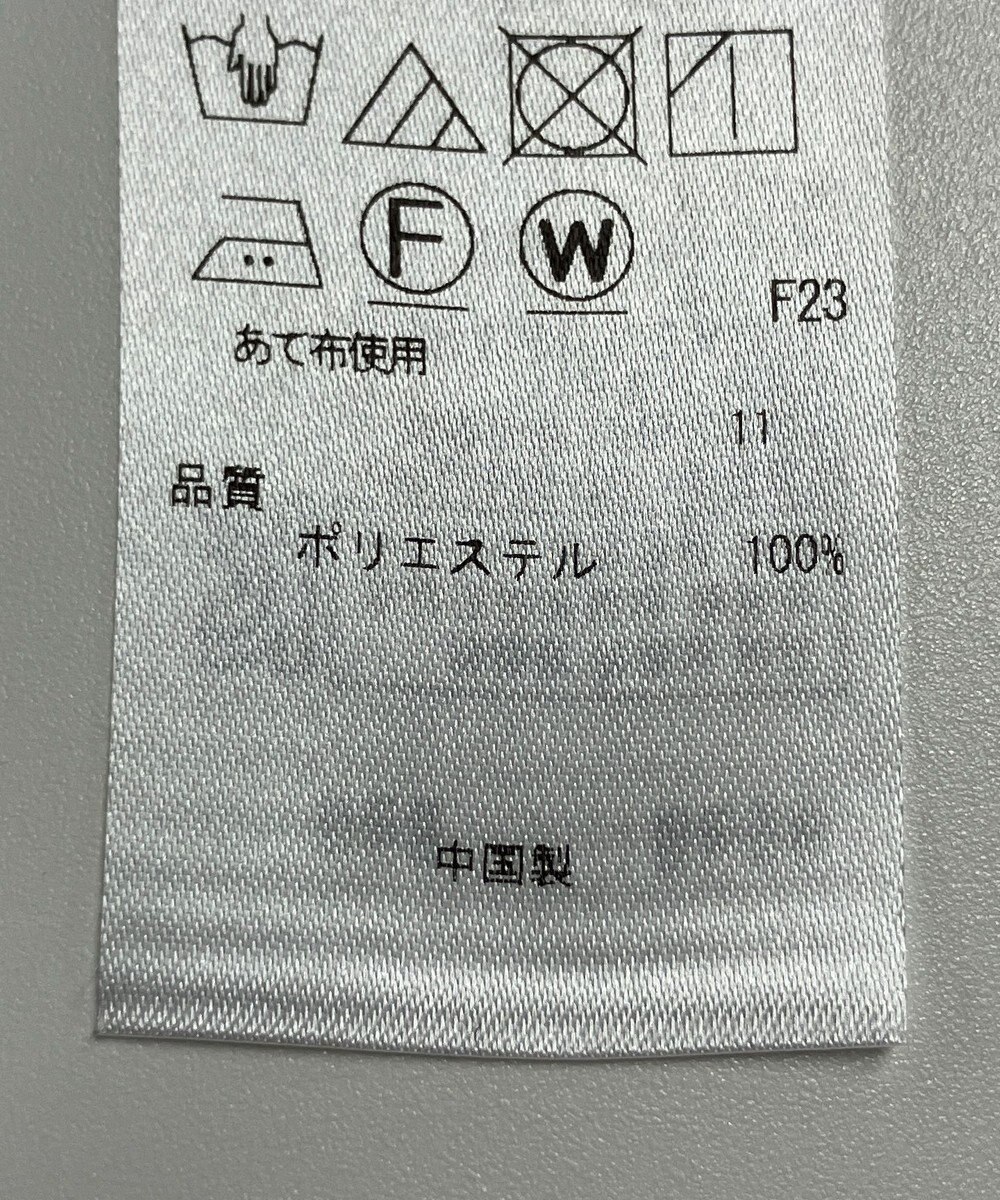 F W
F23
あて布使用
11
品質
ポリエステル 100%
中国製